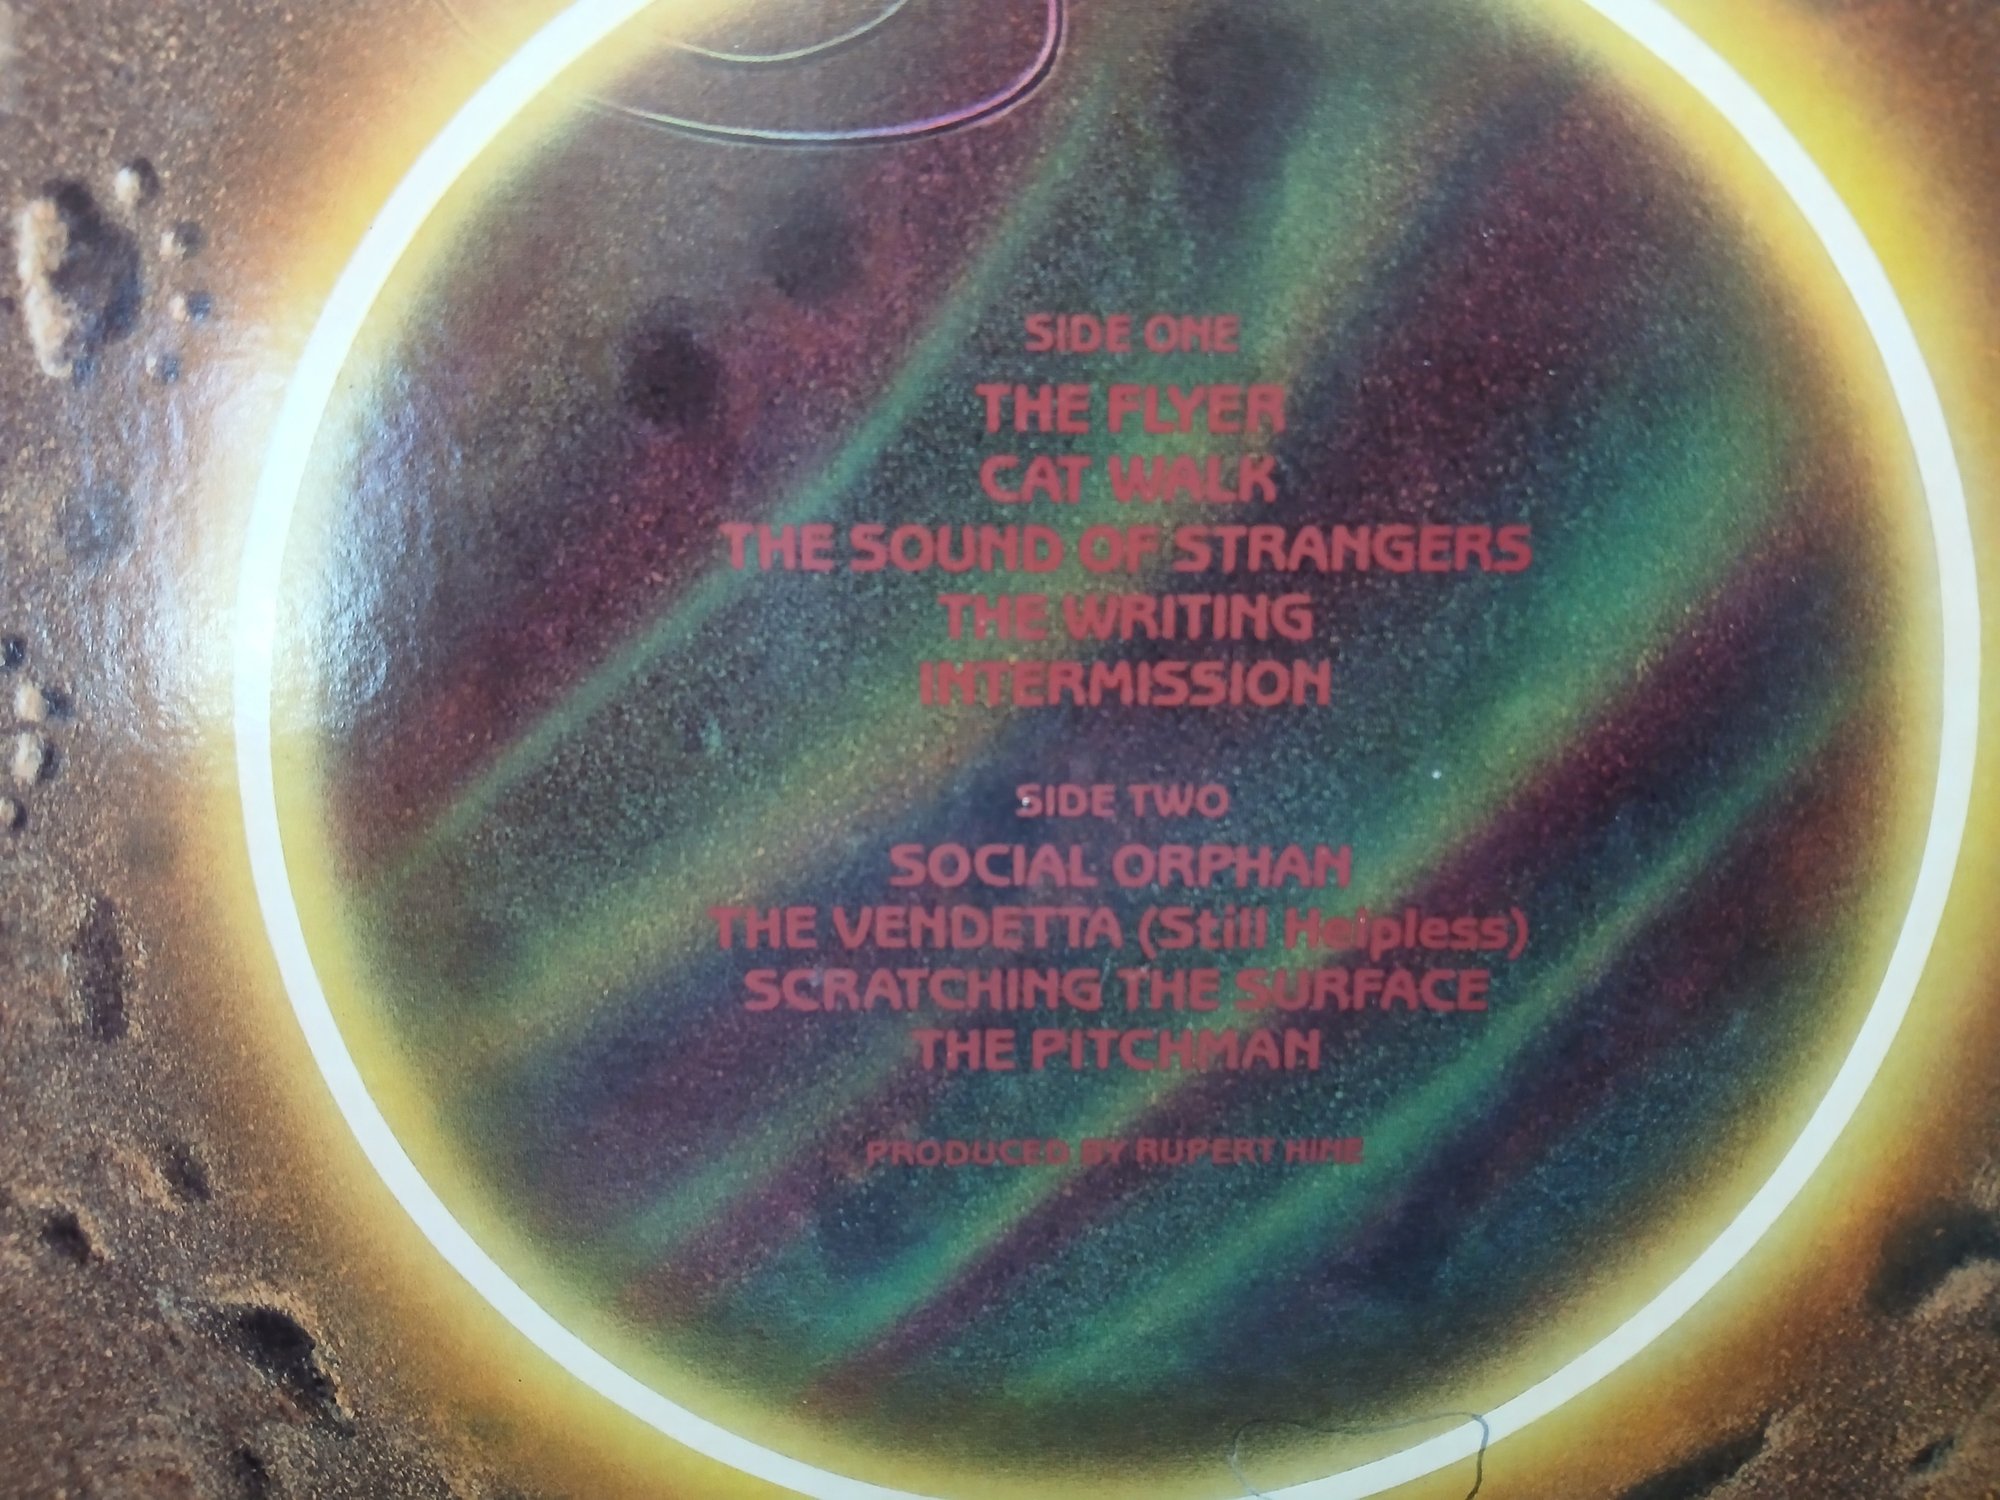 SIDE ONE
THE FLYER
CAT WALK
THE SOUND OF STRANGERS
THE WRITING
INTERMISSION
SIDE TWO
SOCIAL ORPHAN
THE VENDETTA (Still Helpless)
SCRATCHING THE SURFACE
THE PITCHMAN
PRODUCED BY RUPERT HINE